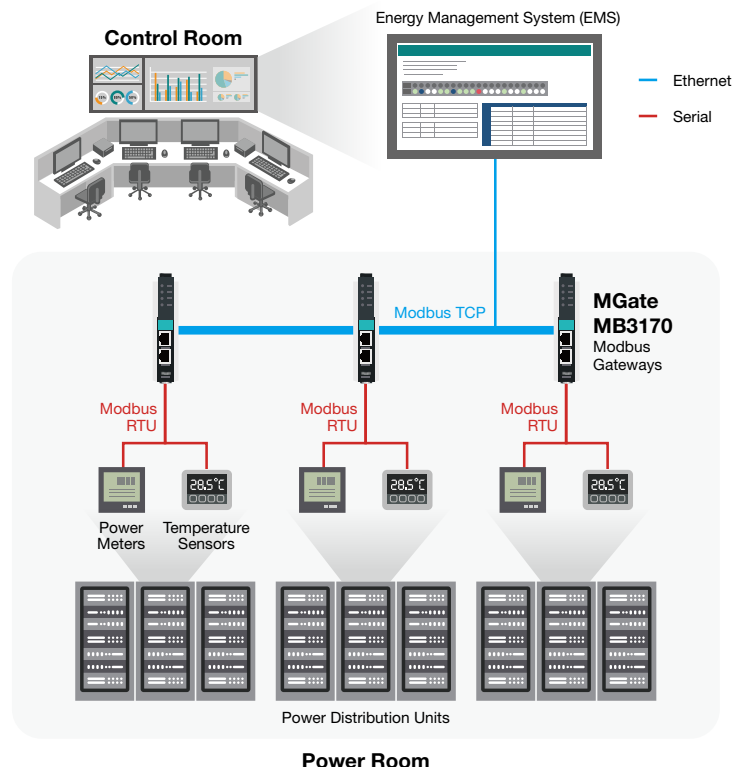 Energy Management System (EMS)
Control Room
Ethernet
Serial
Modbus TCP
MGate
MB3170
Modbus
Gateways
Modbus
RTU
Modbus
RTU
Modbus
RTU
28.5°C
28.5°C
28.5°C
Power
Meters
Temperature
Sensors
Power Distribution Units
Power Room